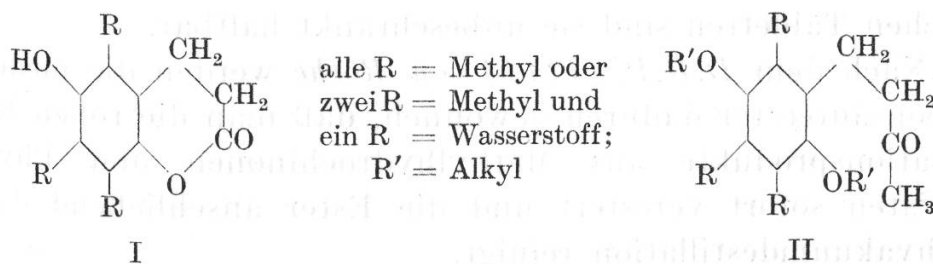 R
HO
CH₂
CH₂
CO
O
R
R
I
alle R = Methyl oder
zwei R = Methyl und
ein R = Wasserstoff;
R′ = Alkyl
R
R′O
CH₂
CH₂
CO
CH₃
OR′
R
R
II